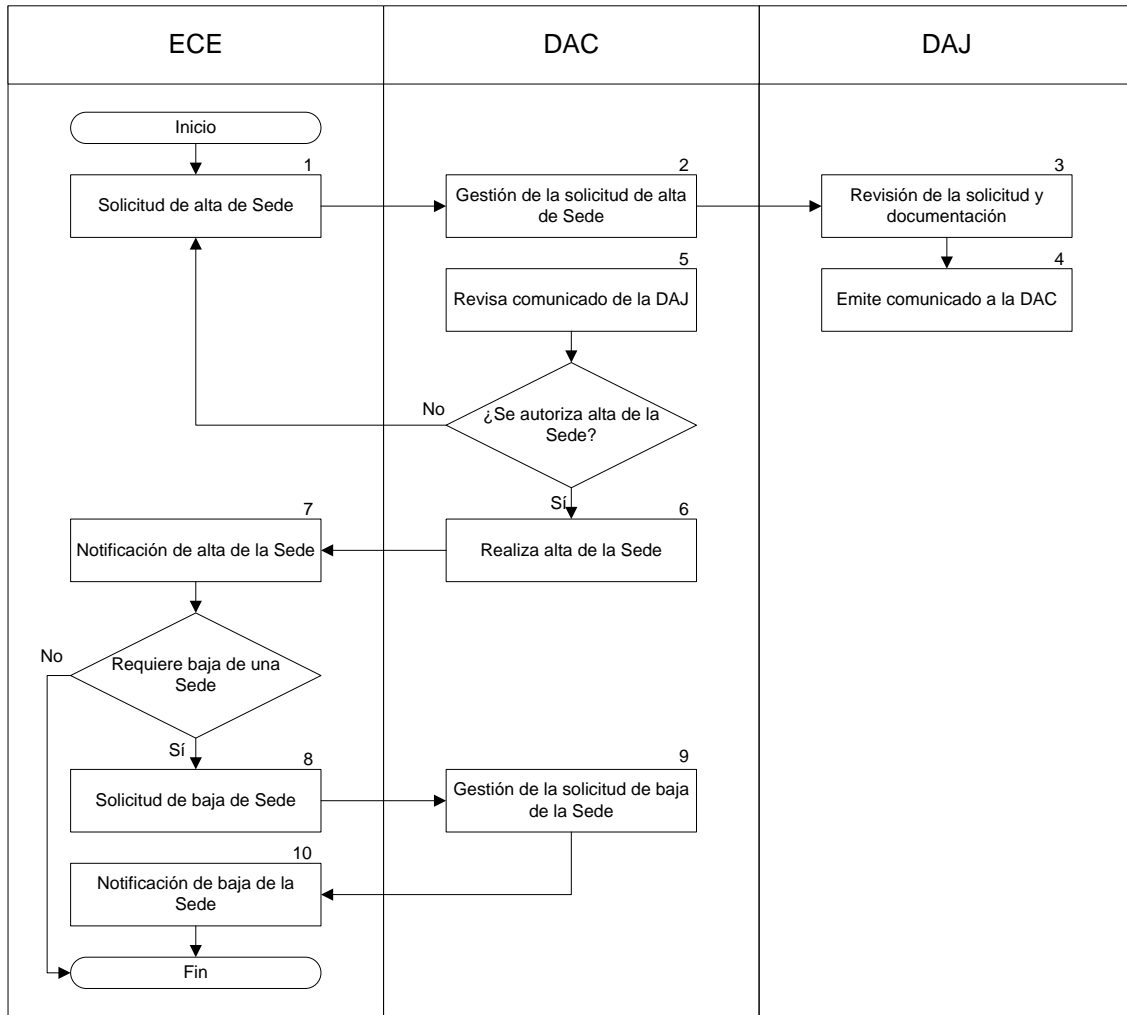 ECE
DAC
DAJ
Inicio
1
Solicitud de alta de Sede
2
Gestión de la solicitud de alta
de Sede
3
Revisión de la solicitud y
documentación
4
Emite comunicado a la DAC
5
Revisa comunicado de la DAJ
¿Se autoriza alta de la
Sede?
No
Sí
6
Realiza alta de la Sede
7
Notificación de alta de la Sede
Requiere baja de una
Sede
No
Sí
8
Solicitud de baja de Sede
9
Gestión de la solicitud de baja
de la Sede
10
Notificación de baja de la
Sede
Fin